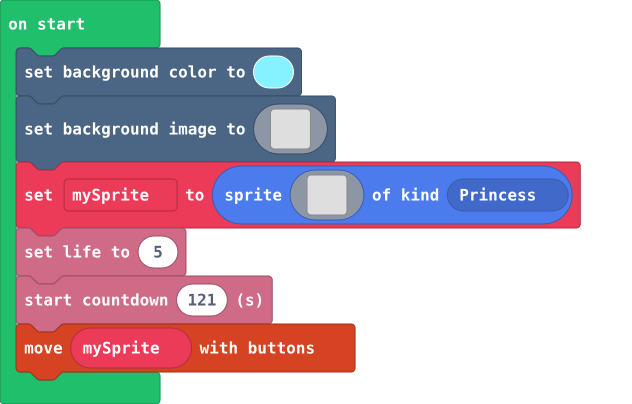 on start
set background color to
set background image to
set mySprite to sprite of kind Princess
set life to 5
start countdown 121 (s)
move mySprite with buttons